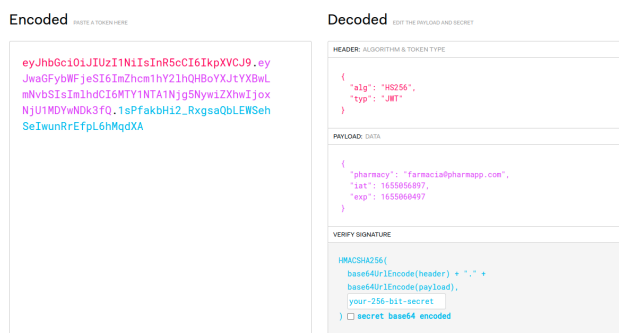 Encoded PASTE A TOKEN HERE
eyJhbGciOiJIUzI1NiIsInR5cCI6IkpXVCJ9.ey
JwaGFybWFjeSI6ImZhcm1hY2lhQHBoYXJtYXBwL
mNvbSIsImlhdCI6MTY1NTA1Njg5NywiZXhwIjox
NjU1MDYwNDk3fQ.1sPfakbHi2_RxgsaQbLEWSeh
SeIwunRrEfpL6hMqdXA
Decoded EDIT THE PAYLOAD AND SECRET
HEADER: ALGORITHM & TOKEN TYPE
{
"alg": "HS256",
"typ": "JWT"
}
PAYLOAD: DATA
{
"pharmacy": "farmacia@pharmapp.com",
"iat": 1655056897,
"exp": 1655060497
}
VERIFY SIGNATURE
HMACSHA256(
base64UrlEncode(header) + "." +
base64UrlEncode(payload),
your-256-bit-secret
) secret base64 encoded